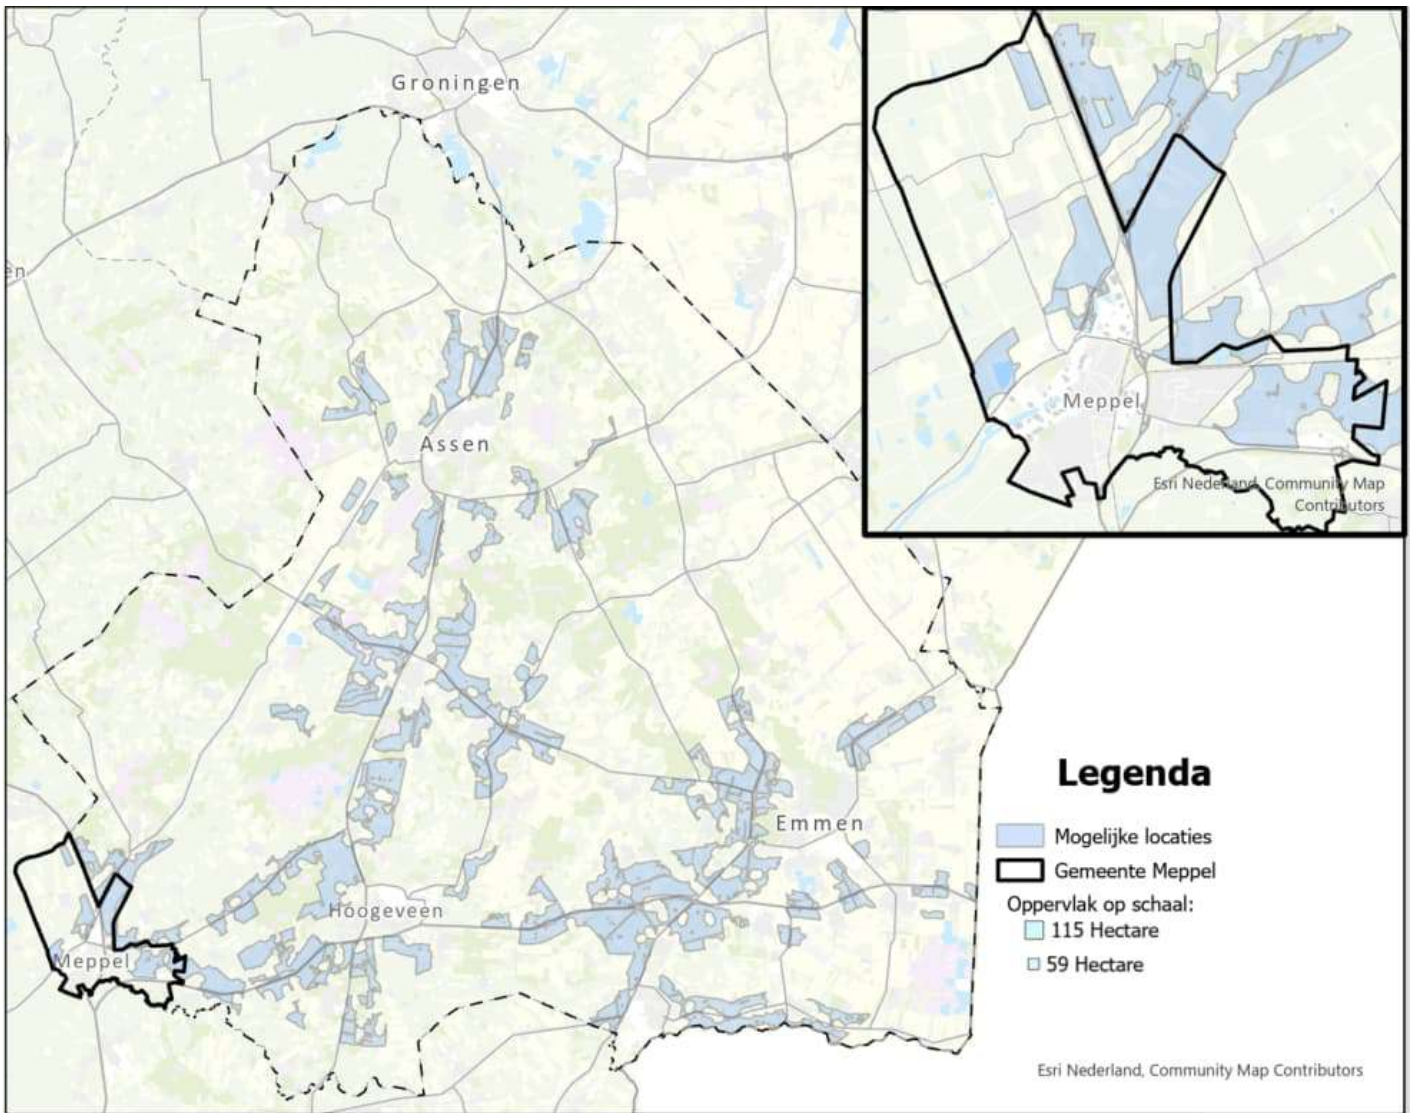 Groningen
en
Assen
Emmen
Hoogeveen
Meppel
Meppel
Esri Nederland, Community Map
Contributors
Legenda
Mogelijke locaties
Gemeente Meppel
Oppervlak op schaal:
115 Hectare
59 Hectare
Esri Nederland, Community Map Contributors